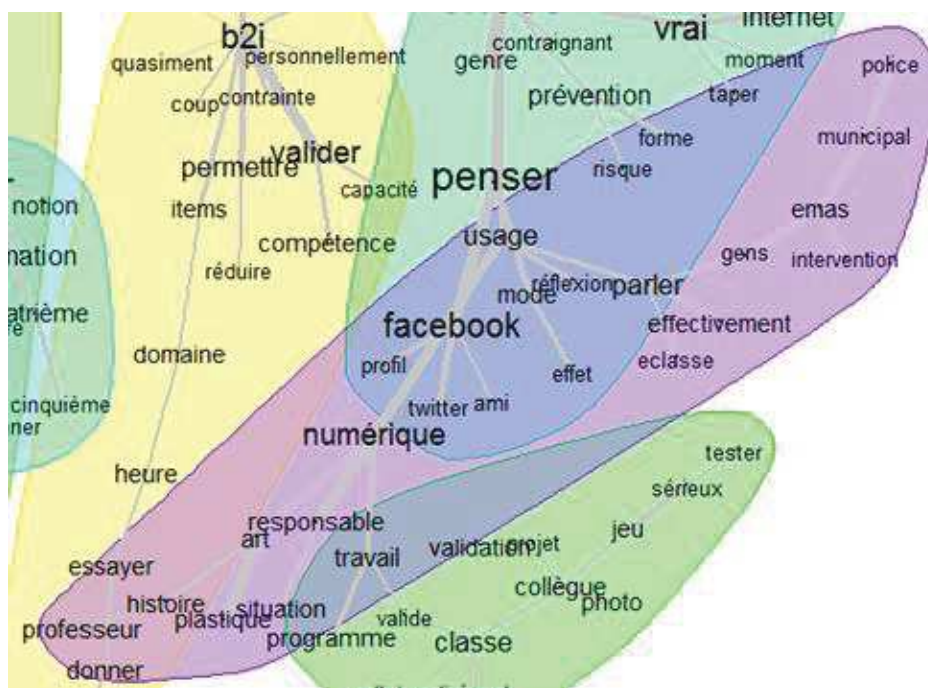 internet
vrai
b2i
contraignant
quasiment
personnellement
genre
moment
police
coup
contrainte
prévention
taper
forme
municipal
valider
permettre
capacité
penser
risque
notion
items
emas
compétence
usage
gens
intervention
réduire
mode
réflexion
parler
facebook
effectivement
domaine
profil
effet
eclasse
cinquième
twitter
ami
numérique
heure
tester
sérieux
responsable
art
jeu
travail
validation
projet
essayer
collègue
histoire
photo
plastique
situation
valide
professeur
programme
classe
donner